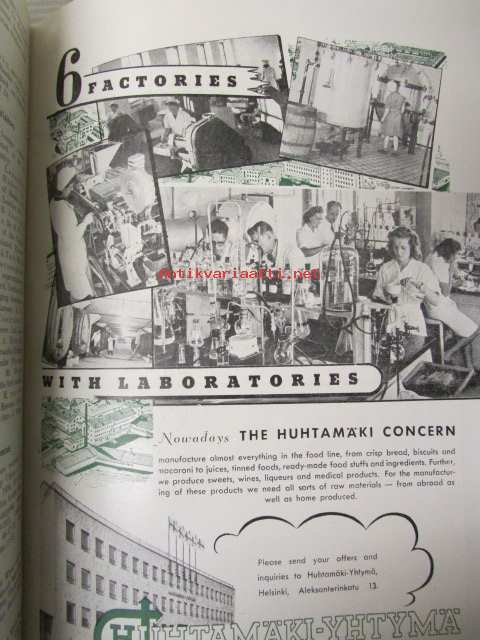 6 FACTORIES
antikvariaatti.net
WITH LABORATORIES
Nowadays THE HUHTAMÄKI CONCERN
manufacture almost everything in the food line, from crisp bread, biscuits and
macaroni to juices, tinned foods, ready-made food stuffs and ingredients. Further,
we produce sweets, wines, liqueurs and medical products. For the manufactur-
ing of these products we need all sorts of raw materials — from abroad as
well as home produced.
Please send your offers and
inquiries to Huhtamäki-Yhtymä,
Helsinki, Aleksanterinkatu 13.
HUHTAMÄKI-YHTYMÄ